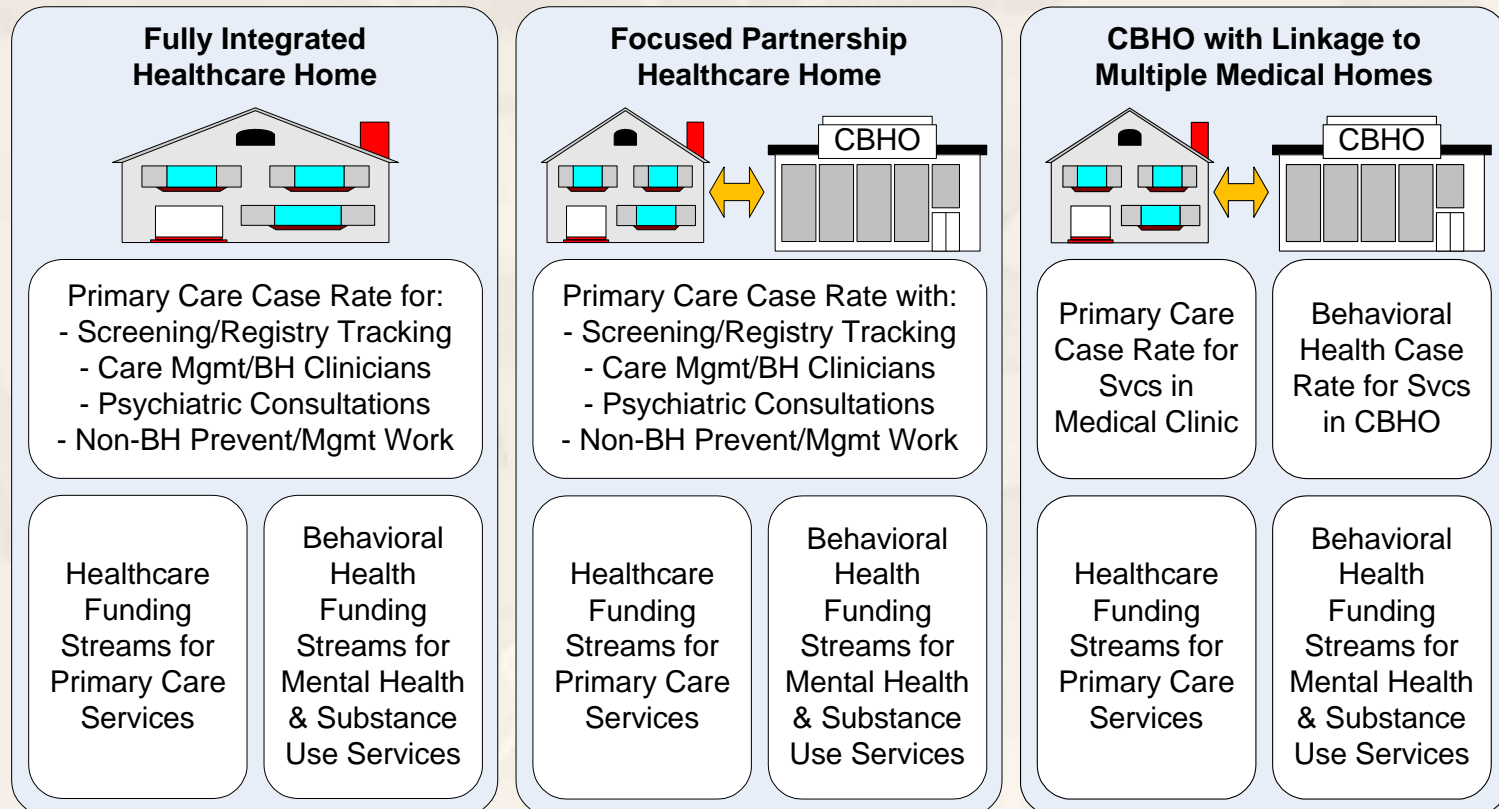 Fully Integrated
Healthcare Home
Primary Care Case Rate for:
- Screening/Registry Tracking
- Care Mgmt/BH Clinicians
- Psychiatric Consultations
- Non-BH Prevent/Mgmt Work
Healthcare
Funding
Streams for
Primary Care
Services
Behavioral
Health
Funding
Streams for
Mental Health
& Substance
Use Services
Focused Partnership
Healthcare Home
CBHO
Primary Care Case Rate with:
- Screening/Registry Tracking
- Care Mgmt/BH Clinicians
- Psychiatric Consultations
- Non-BH Prevent/Mgmt Work
Healthcare
Funding
Streams for
Primary Care
Services
Behavioral
Health
Funding
Streams for
Mental Health
& Substance
Use Services
CBHO with Linkage to
Multiple Medical Homes
CBHO
Primary Care
Case Rate for
Svcs in
Medical Clinic
Behavioral
Health Case
Rate for Svcs
in CBHO
Healthcare
Funding
Streams for
Primary Care
Services
Behavioral
Health
Funding
Streams for
Mental Health
& Substance
Use Services